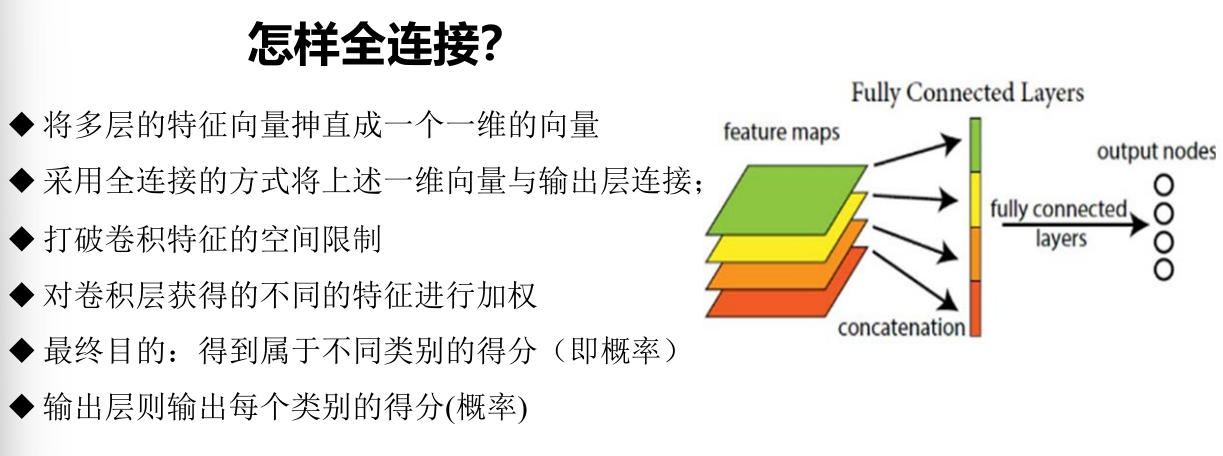 怎样全连接?
◆ 将多层的特征向量抻直成一个一维的向量
◆ 采用全连接的方式将上述一维向量与输出层连接；
◆ 打破卷积特征的空间限制
◆ 对卷积层获得的不同的特征进行加权
◆ 最终目的：得到属于不同类别的得分（即概率）
◆ 输出层则输出每个类别的得分(概率)
Fully Connected Layers
feature maps
output nodes
fully connected
layers
concatenation